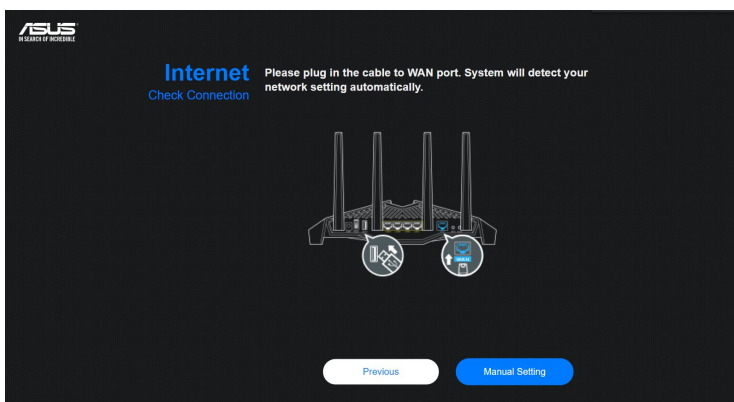 ASUS
IN SEARCH OF INCREDIBLE
Internet
Check Connection
Please plug in the cable to WAN port. System will detect your
network setting automatically.
Previous
Manual Setting